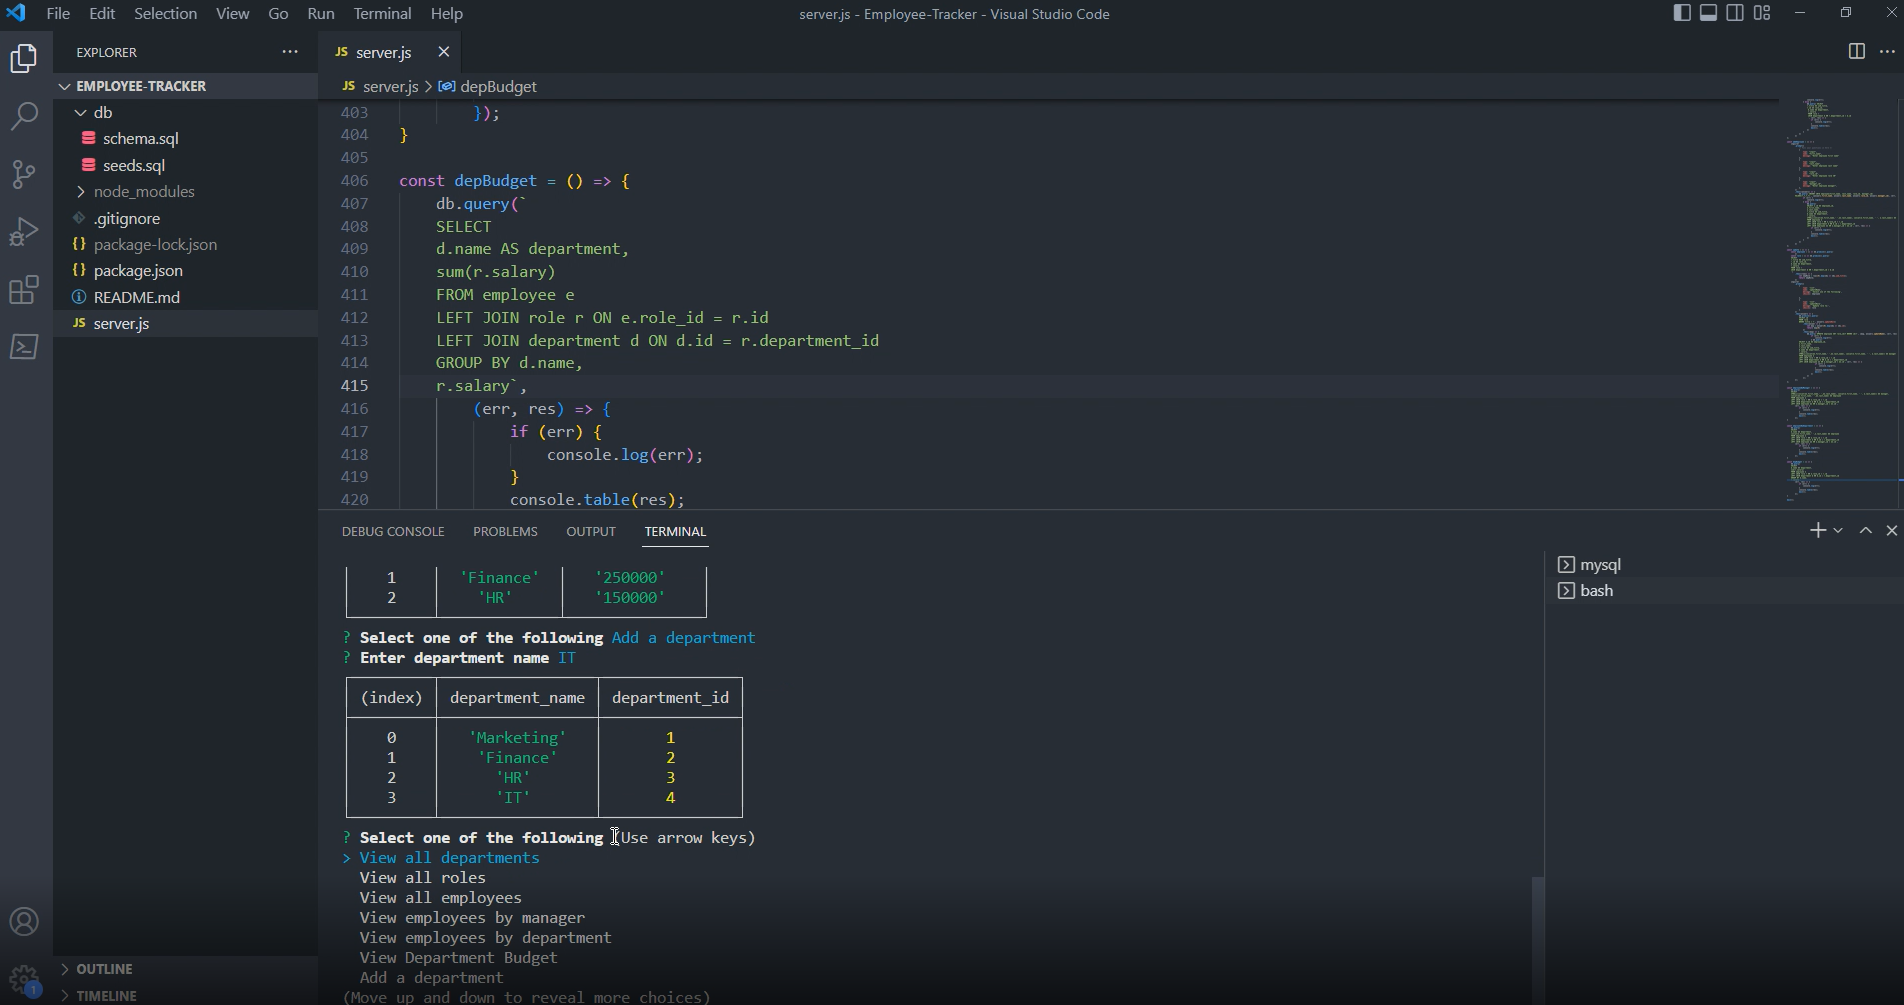 File Edit Selection View Go Run Terminal Help
server.js - Employee-Tracker - Visual Studio Code
EXPLORER
EMPLOYEE-TRACKER
db
schema.sql
seeds.sql
node_modules
.gitignore
package-lock.json
package.json
README.md
JS server.js
OUTLINE
TIMELINE
1
JS server.js
JS server.js > depBudget
403 });
404 }
405
406 const depBudget = () => {
407 db.query(`
408 SELECT
409 d.name AS department,
410 sum(r.salary)
411 FROM employee e
412 LEFT JOIN role r ON e.role_id = r.id
413 LEFT JOIN department d ON d.id = r.department_id
414 GROUP BY d.name,
415 r.salary`,
416 (err, res) => {
417 if (err) {
418 console.log(err);
419 }
420 console.table(res);
DEBUG CONSOLE PROBLEMS OUTPUT TERMINAL
mysql
bash
1 'Finance' '250000'
2 'HR' '150000'
? Select one of the following Add a department
? Enter department name IT
(index) department_name department_id
0 'Marketing' 1
1 'Finance' 2
2 'HR' 3
3 'IT' 4
? Select one of the following (Use arrow keys)
> View all departments
View all roles
View all employees
View employees by manager
View employees by department
View Department Budget
Add a department
(Move up and down to reveal more choices)